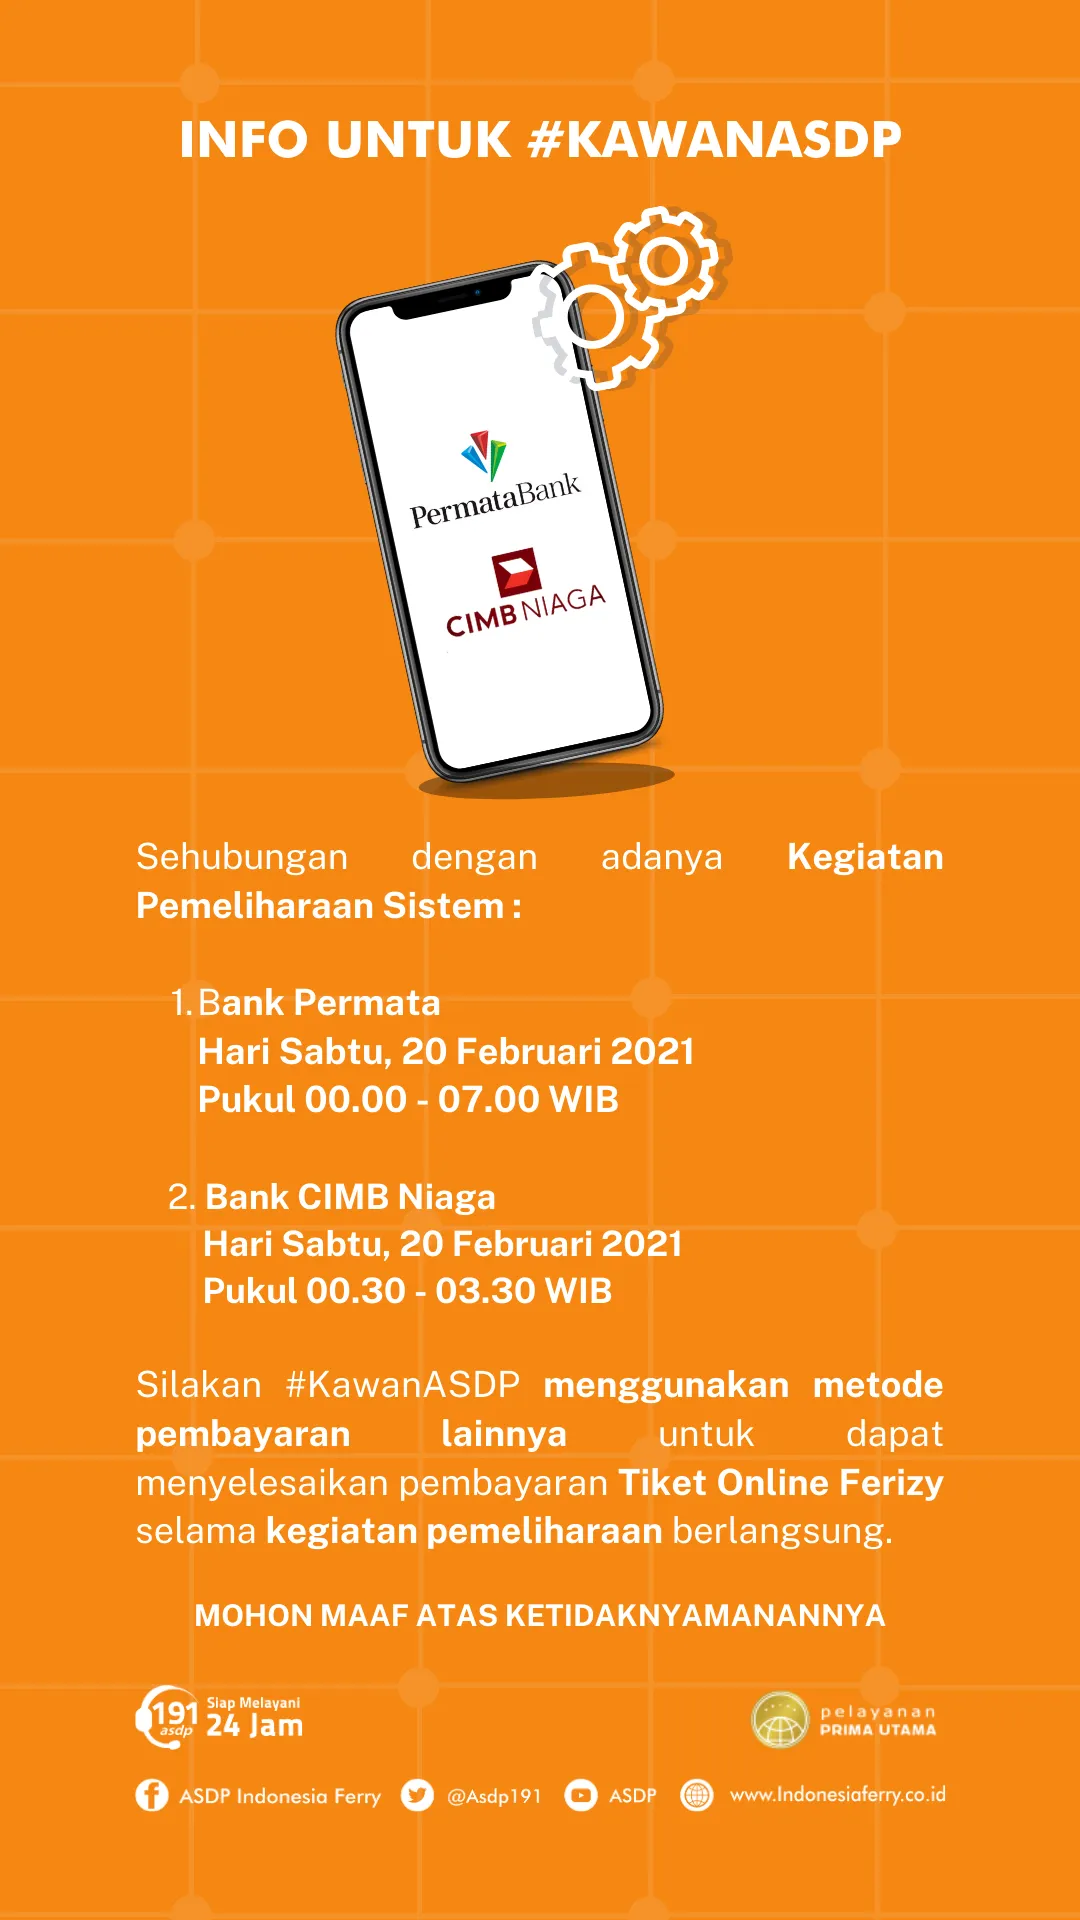 INFO UNTUK #KAWANASDP
PermataBank
CIMB NIAGA
Sehubungan dengan adanya Kegiatan
Pemeliharaan Sistem :
1. Bank Permata
Hari Sabtu, 20 Februari 2021
Pukul 00.00 - 07.00 WIB
2. Bank CIMB Niaga
Hari Sabtu, 20 Februari 2021
Pukul 00.30 - 03.30 WIB
Silakan #KawanASDP menggunakan metode
pembayaran lainnya untuk dapat
menyelesaikan pembayaran Tiket Online Ferizy
selama kegiatan pemeliharaan berlangsung.
MOHON MAAF ATAS KETIDAKNYAMANANNYA
191
asdp
Siap Melayani
24 Jam
pelayanan
PRIMA UTAMA
ASDP Indonesia Ferry @Asdp191 ASDP www.Indonesiaferry.co.id